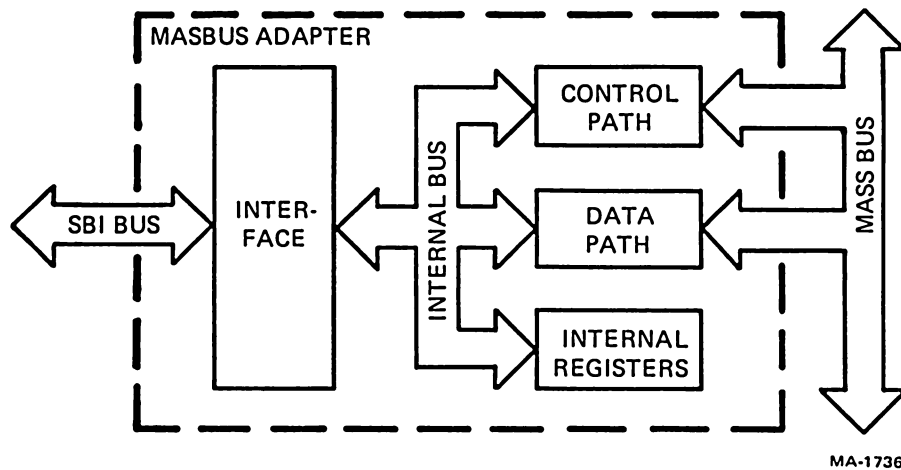 MASBUS ADAPTER
SBI BUS
INTER-
FACE
INTERNAL BUS
CONTROL
PATH
DATA
PATH
INTERNAL
REGISTERS
MASS BUS
MA-1736